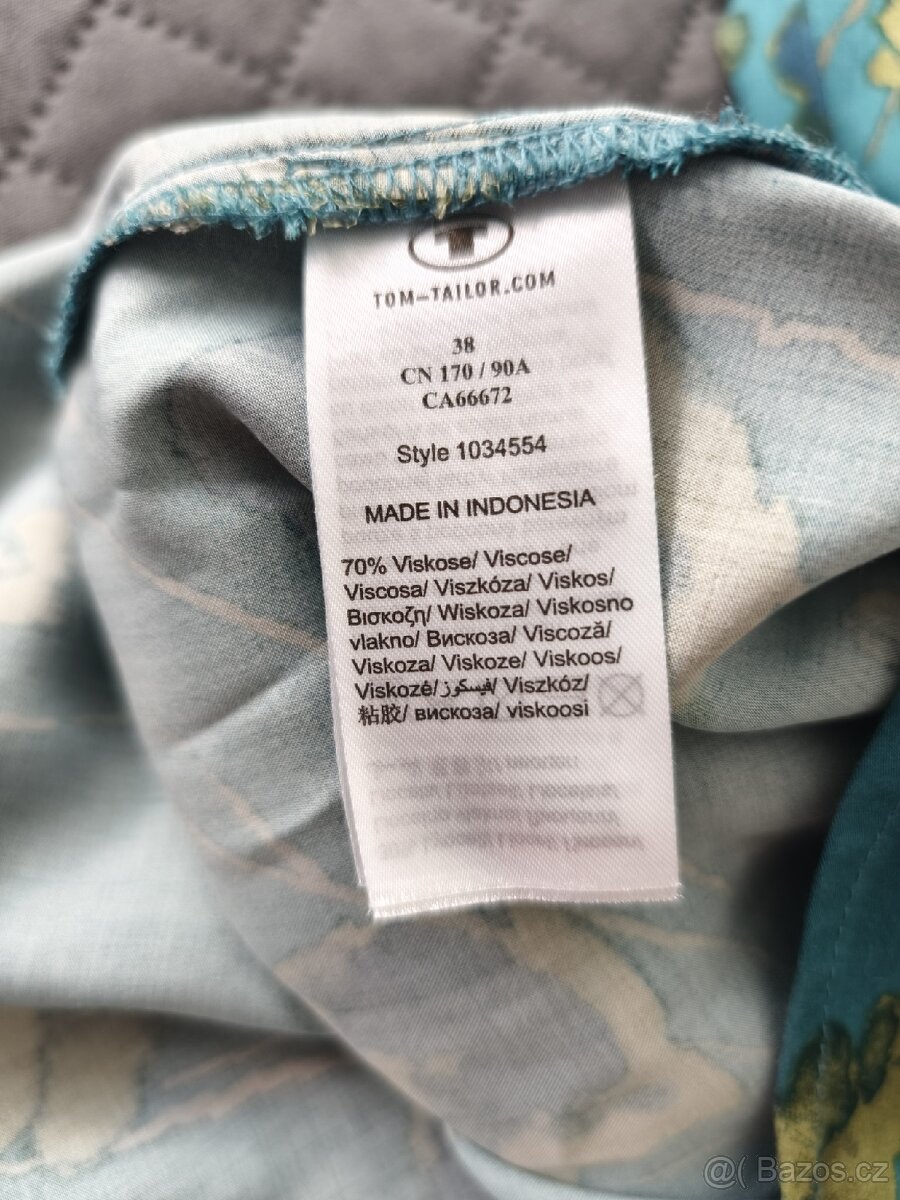 TOM-TAILOR.COM
38
CN 170 / 90A
CA66672
Style 1034554
MADE IN INDONESIA
70% Viskose/ Viscose/
Viscosa/ Viszkóza/ Viskos/
Βισκοζη/ Wiskoza/ Viskosno
vlakno/ Вискоза/ Viscoză/
Viskoza/ Viskoze/ Viskoos/
Viskozė/ فيسكوز/ Viszkóz/
粘胶/ вискоза/ viskoosi
@( Bazos.cz